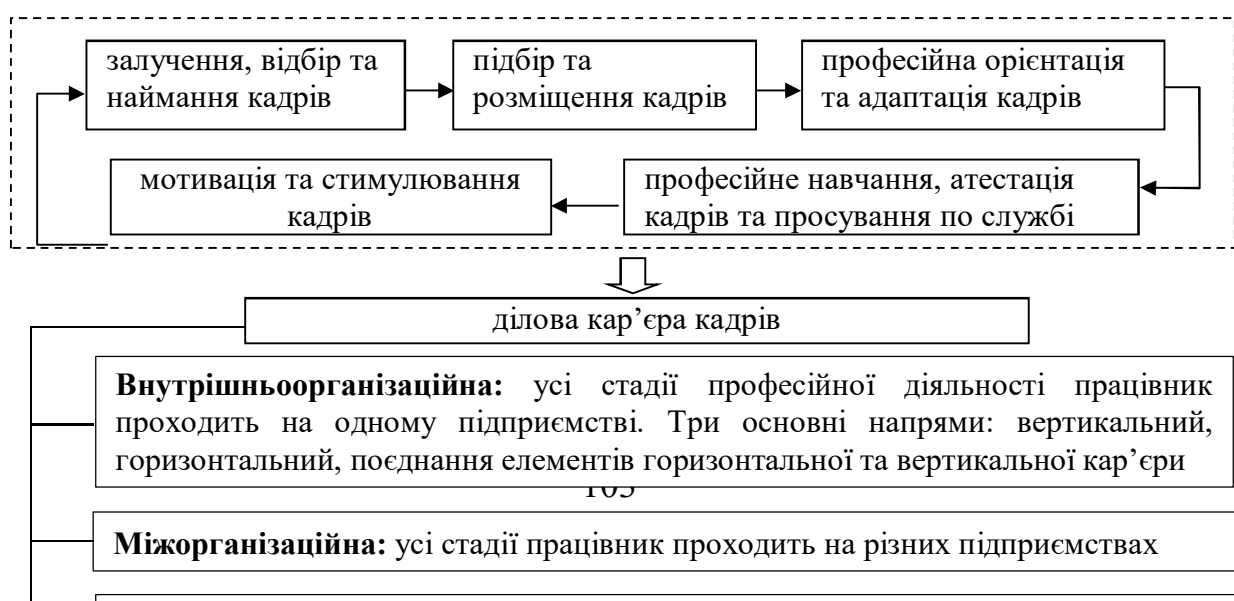 залучення, відбір та
наймання кадрів
підбір та
розміщення кадрів
професійна орієнтація
та адаптація кадрів
мотивація та стимулювання
кадрів
професійне навчання, атестація
кадрів та просування по службі
ділова кар’єра кадрів
Внутрішньоорганізаційна: усі стадії професійної діяльності працівник
проходить на одному підприємстві. Три основні напрями: вертикальний,
горизонтальний, поєднання елементів горизонтальної та вертикальної кар’єри
Міжорганізаційна: усі стадії працівник проходить на різних підприємствах